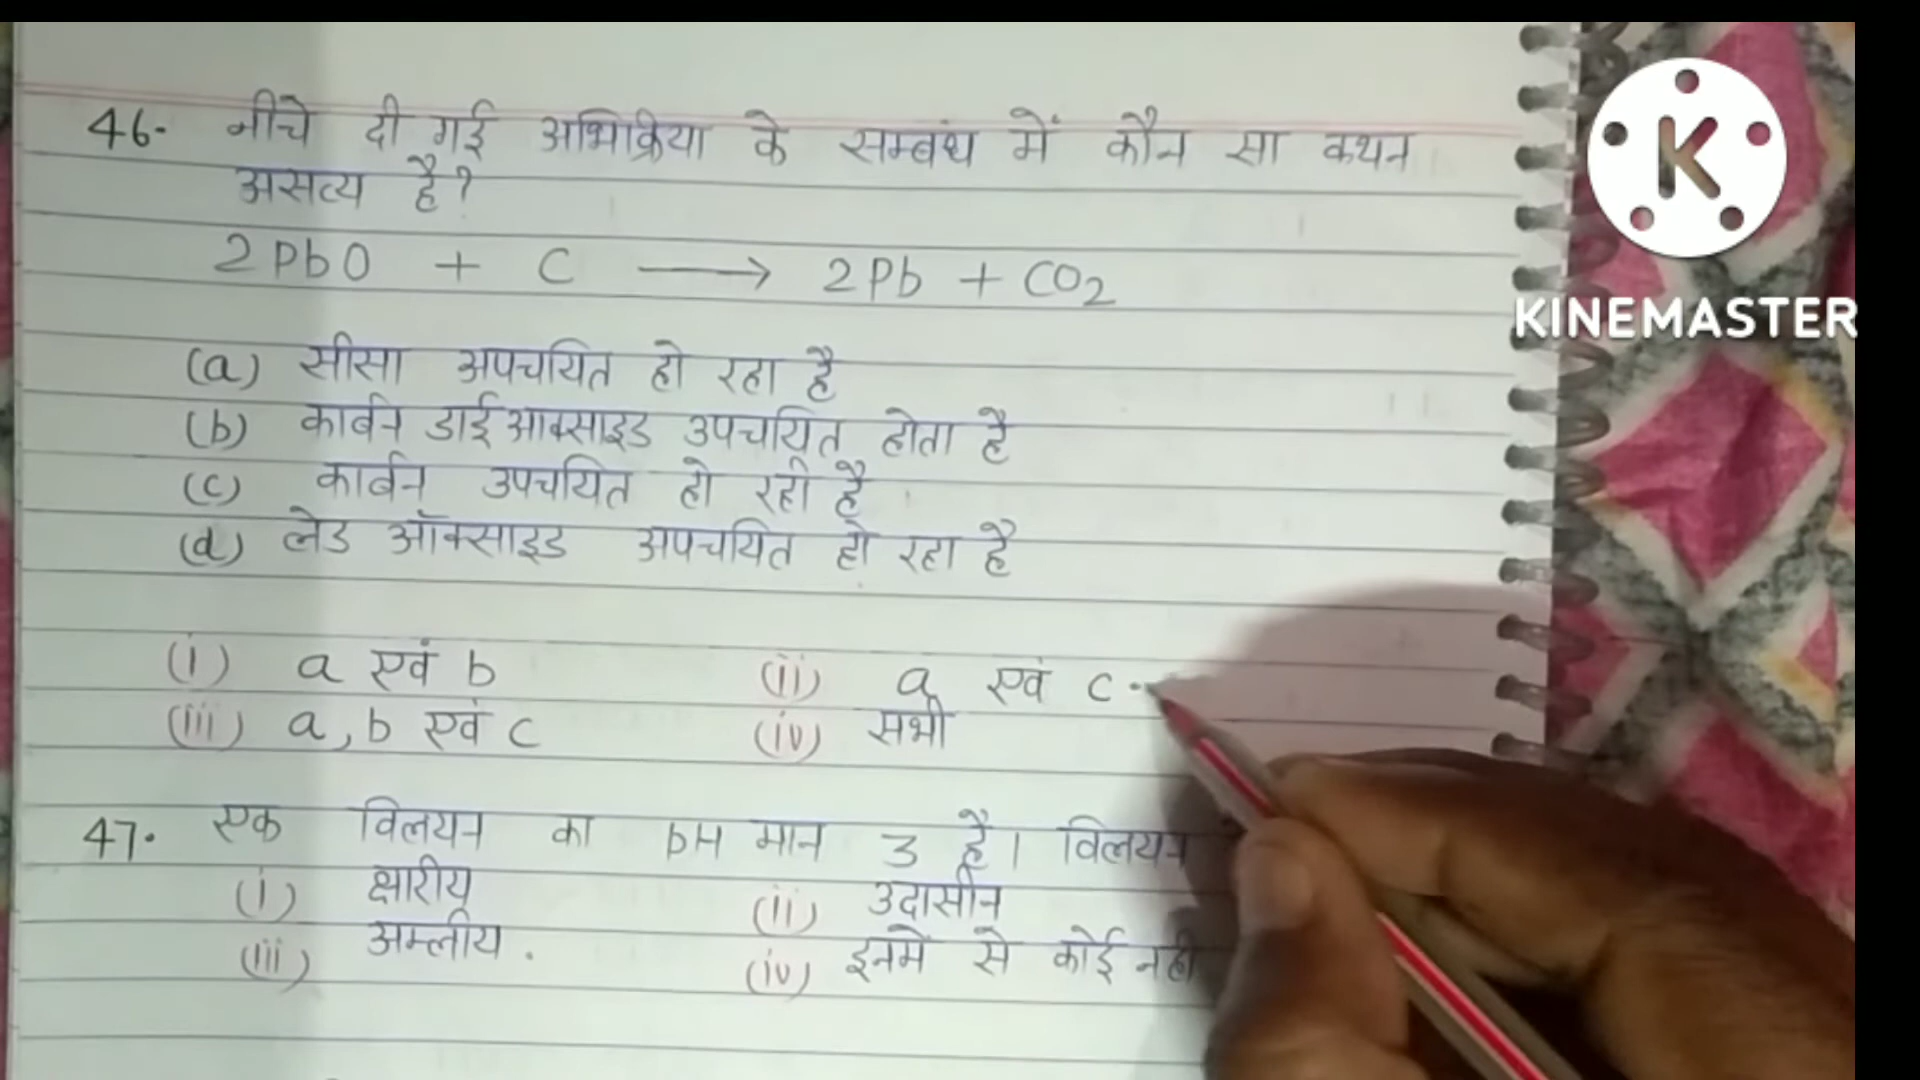 46. नीचे दी गई अभिक्रिया के सम्बंध में कौन सा कथन
असत्य है?
2PbO + C ⟶ 2Pb + CO2
(a) सीसा अपचयित हो रहा है
(b) कार्बन डाईआक्साइड उपचयित होता है
(c) कार्बन उपचयित हो रही है
(d) लेड ऑक्साइड अपचयित हो रहा है
(i) a एवं b (ii) a एवं c.
(iii) a, b एवं c (iv) सभी
47. एक विलयन का pH मान 3 है। विलयन
(i) क्षारीय (ii) उदासीन
(iii) अम्लीय. (iv) इनमें से कोई नही
K
KINEMASTER